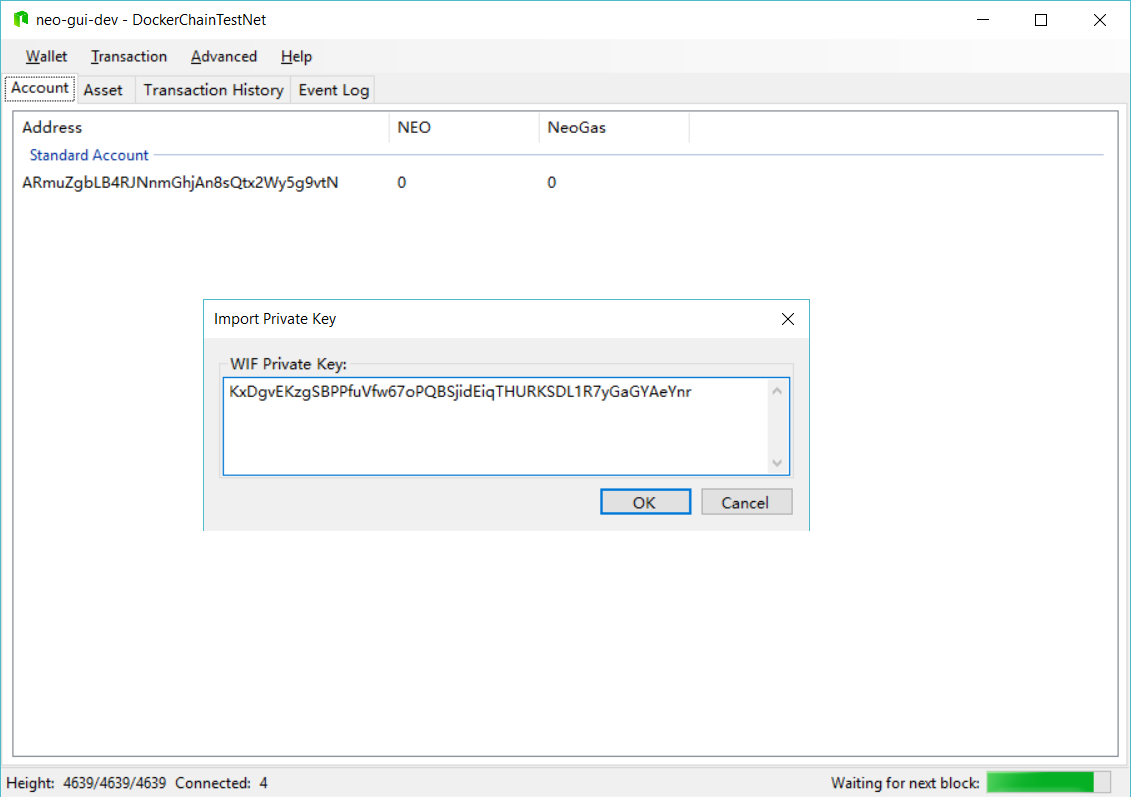 neo-gui-dev - DockerChainTestNet
Wallet Transaction Advanced Help
Account Asset Transaction History Event Log
Address NEO NeoGas
Standard Account
ARmuZgbLB4RJNnmGhjAn8sQtx2Wy5g9vtN 0 0
Import Private Key
WIF Private Key:
KxDgvEKzgSBPPfuVfw67oPQBSjidEiqTHURKSDL1R7yGaGYAeYnr
OK Cancel
Height: 4639/4639/4639 Connected: 4 Waiting for next block: